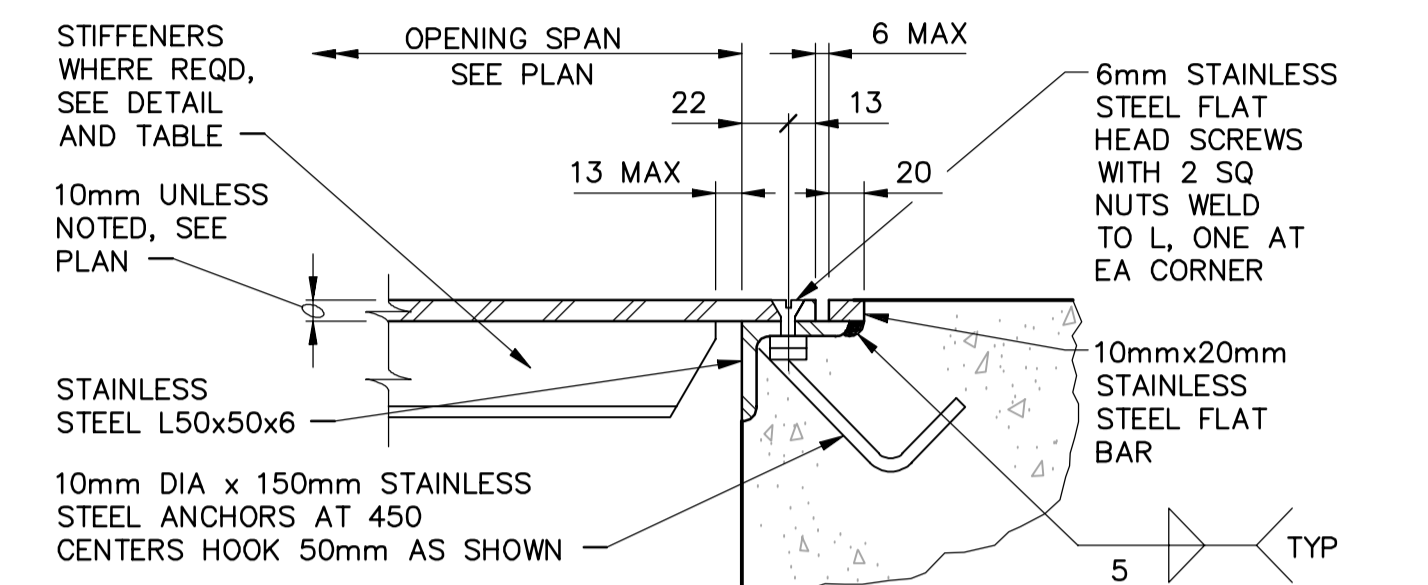 STIFFENERS
WHERE REQD,
SEE DETAIL
AND TABLE
10mm UNLESS
NOTED, SEE
PLAN
STAINLESS
STEEL L50x50x6
10mm DIA x 150mm STAINLESS
STEEL ANCHORS AT 450
CENTERS HOOK 50mm AS SHOWN
OPENING SPAN
SEE PLAN
6 MAX
22
13
13 MAX
20
6mm STAINLESS
STEEL FLAT
HEAD SCREWS
WITH 2 SQ
NUTS WELD
TO L, ONE AT
EA CORNER
10mmx20mm
STAINLESS
STEEL FLAT
BAR
5
TYP